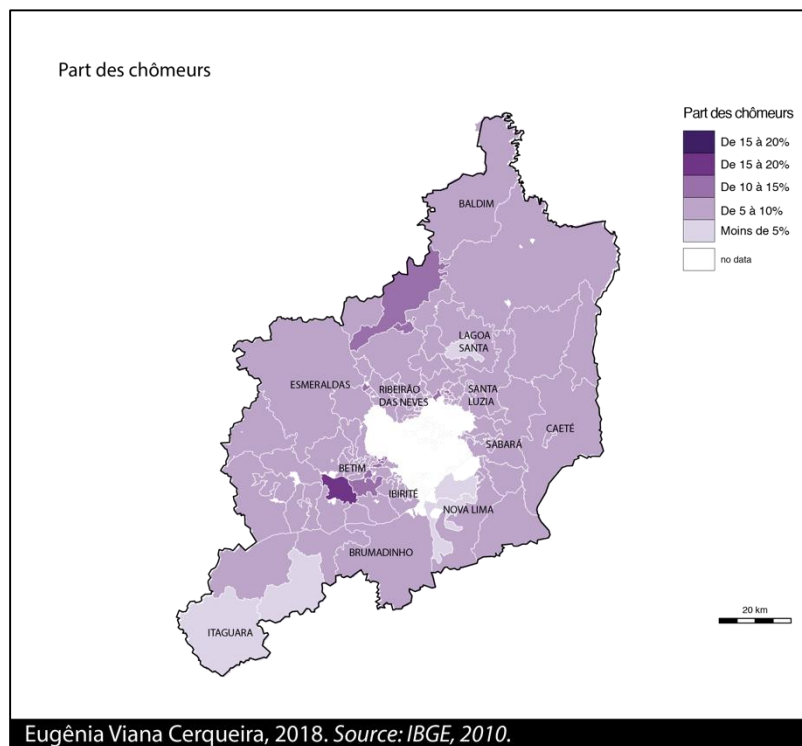 Part des chômeurs
Part des chômeurs
De 15 à 20%
De 15 à 20%
De 10 à 15%
De 5 à 10%
Moins de 5%
no data
BALDIM
LAGOA
SANTA
ESMERALDAS
RIBEIRÃO
DAS NEVES
SANTA
LUZIA
CAETÉ
SABARÁ
BETIM
IBIRITÉ
NOVA LIMA
BRUMADINHO
ITAGUARA
20 km
Eugênia Viana Cerqueira, 2018. Source: IBGE, 2010.